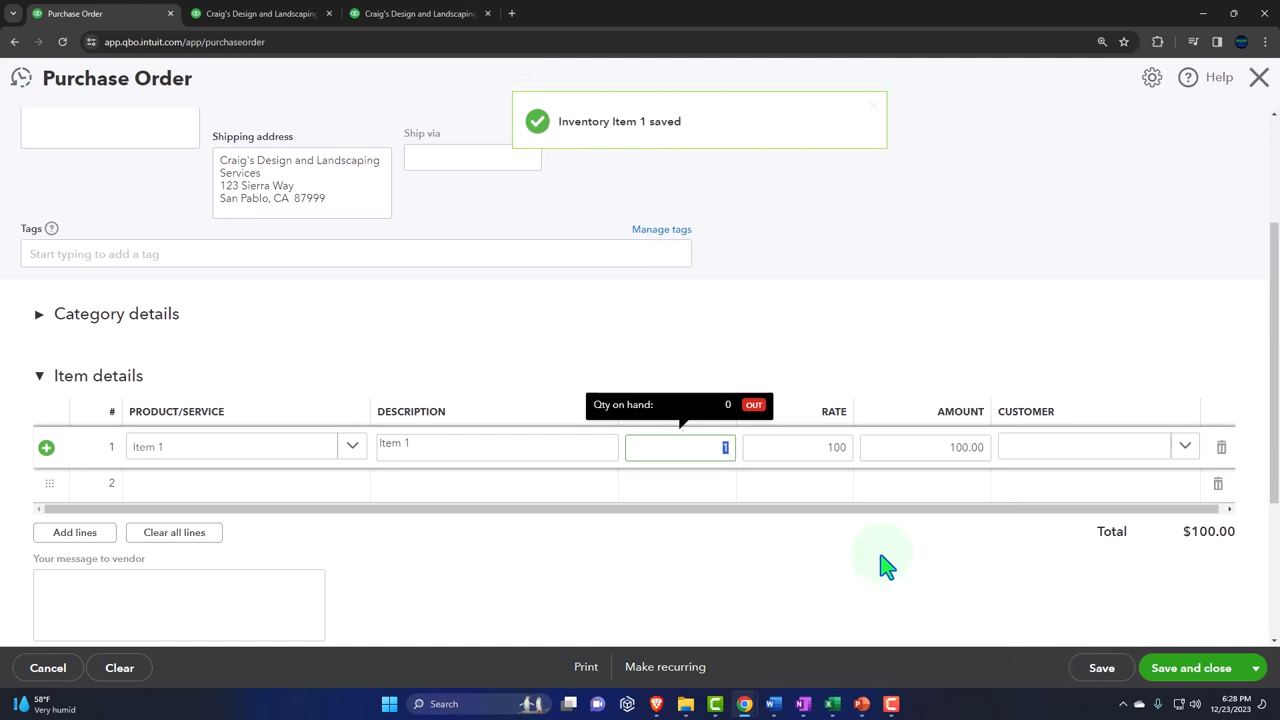 Purchase Order
Craig's Design and Landscaping
Craig's Design and Landscaping
app.qbo.intuit.com/app/purchaseorder
Purchase Order
Help
Inventory Item 1 saved
Shipping address
Ship via
Craig's Design and Landscaping
Services
123 Sierra Way
San Pablo, CA 87999
Tags
Manage tags
Start typing to add a tag
Category details
Item details
Qty on hand: 0 OUT
# PRODUCT/SERVICE DESCRIPTION RATE AMOUNT CUSTOMER
1 Item 1 Item 1 1 100 100.00
2
Add lines Clear all lines Total $100.00
Your message to vendor
Cancel Clear Print Make recurring Save Save and close
58°F
Very humid
Search
6:28 PM
12/23/2023